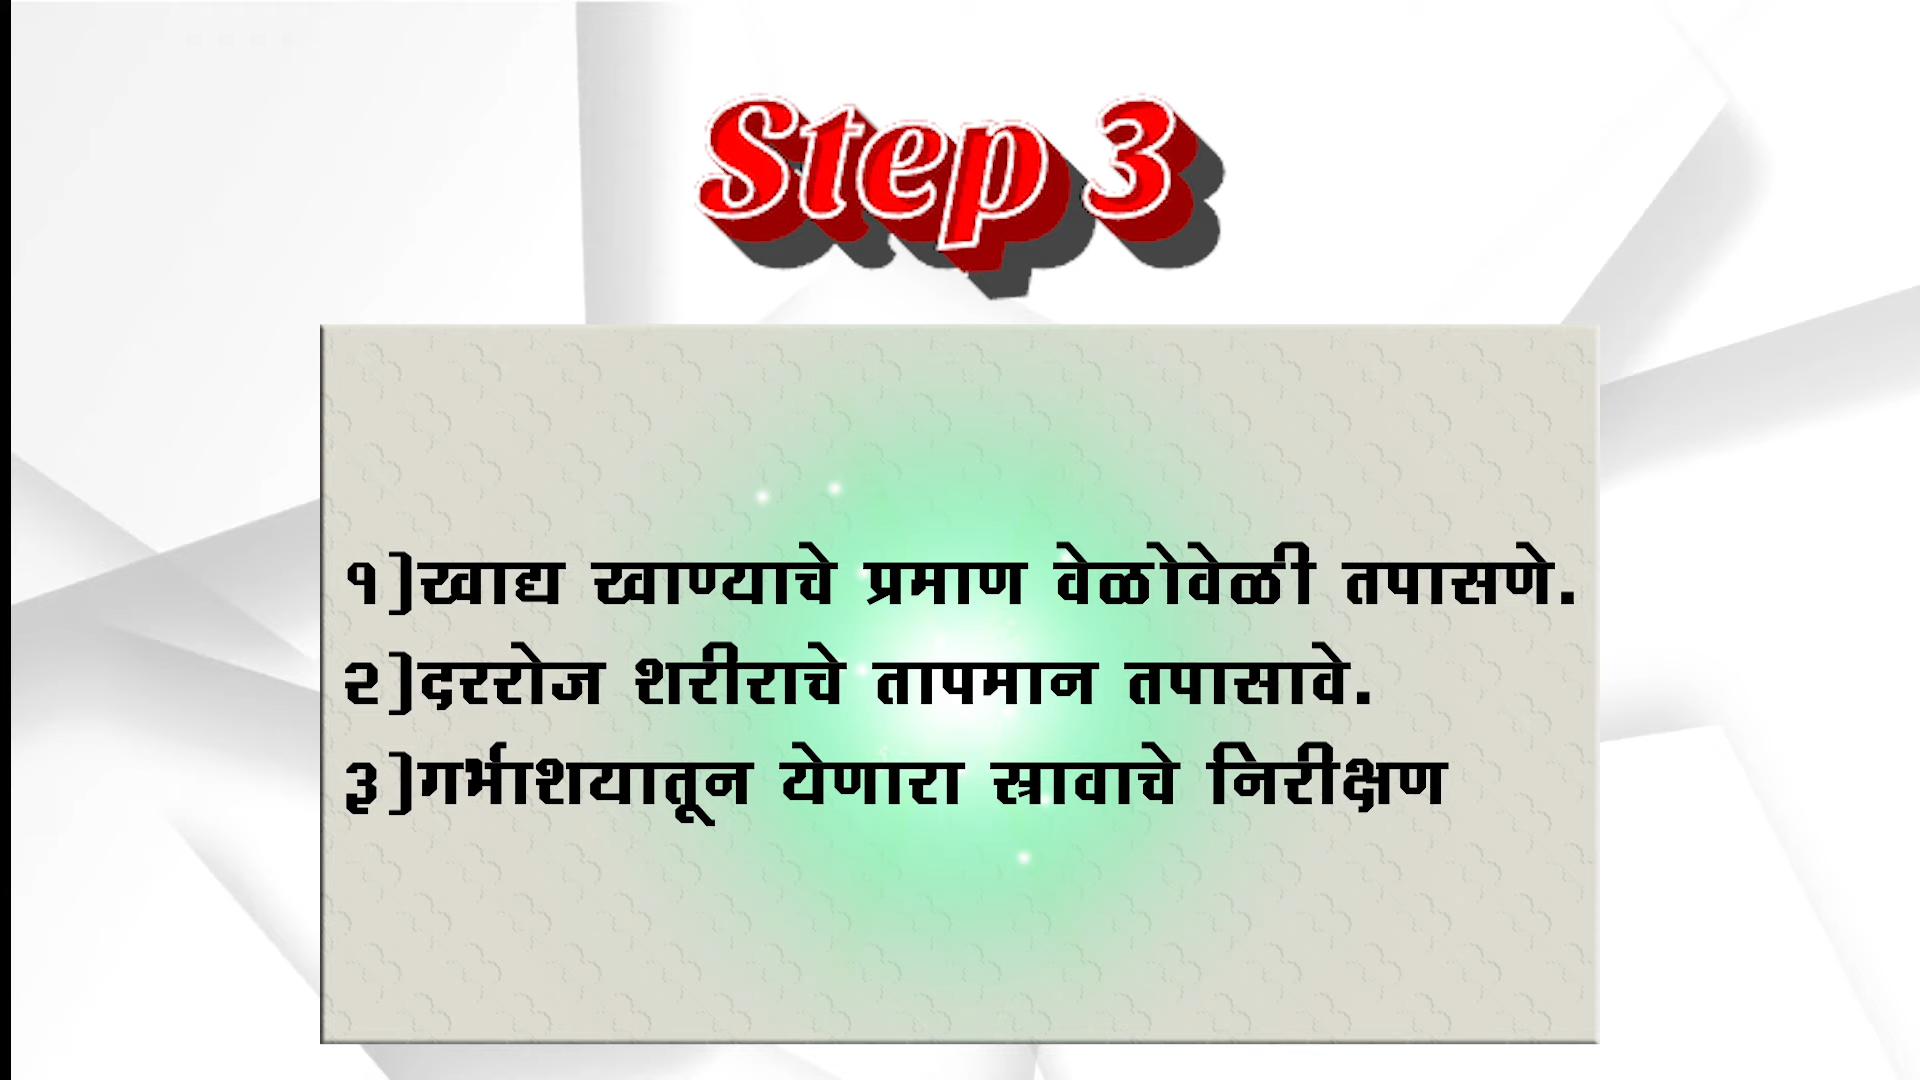 Step 3
१)खाद्य खाण्याचे प्रमाण वेळोवेळी तपासणे.
२)दररोज शरीराचे तापमान तपासावे.
३)गर्भाशयातून येणारा स्रावाचे निरीक्षण